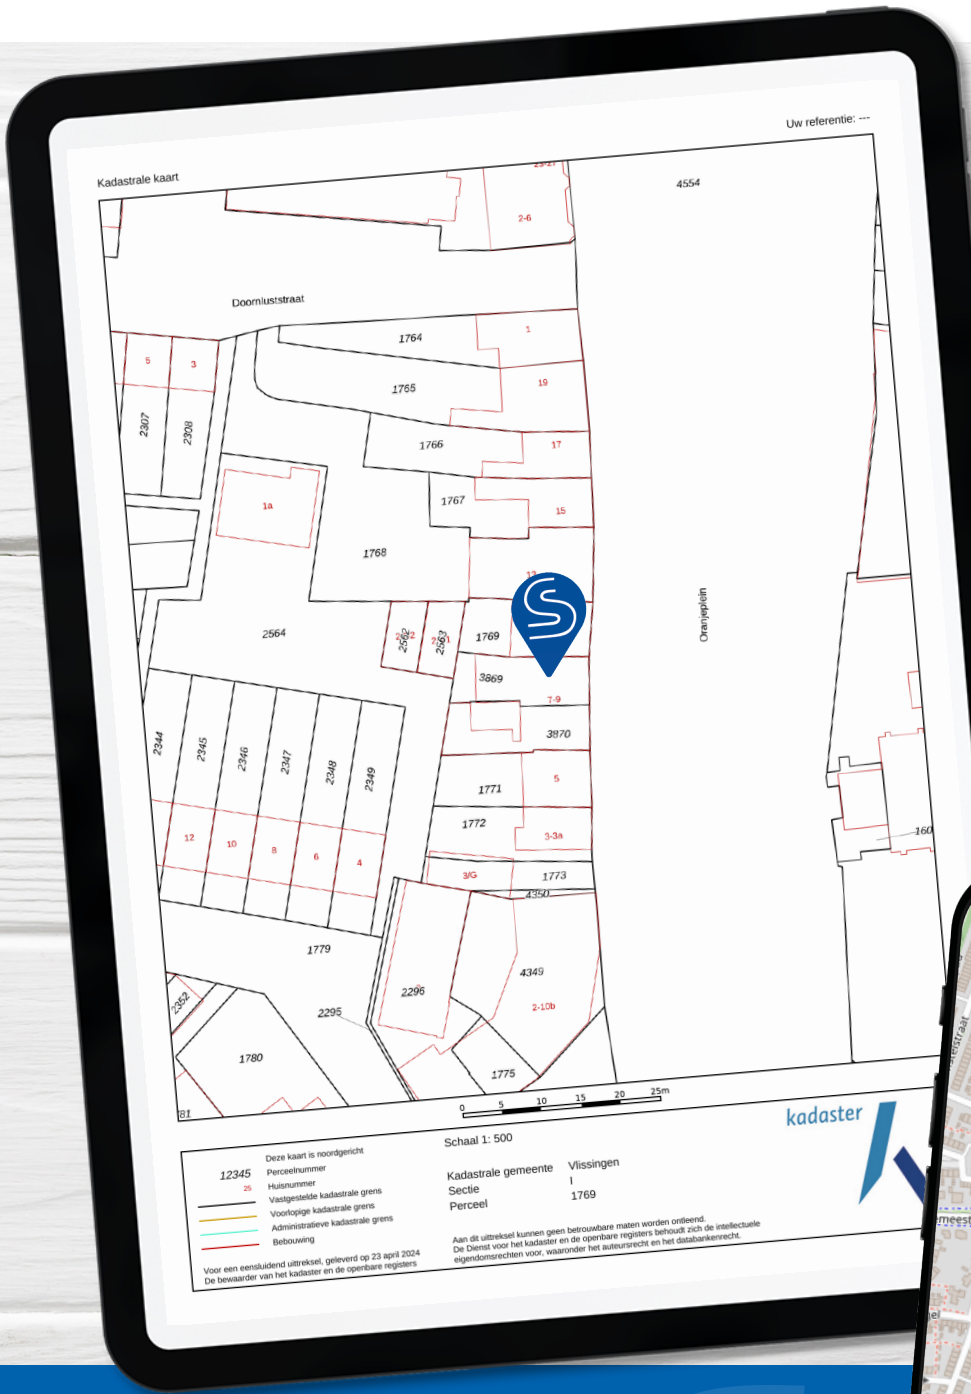 Uw referentie: ---
Kadastrale kaart
4554
2-6
Doornluststraat
1764
1
5
3
1765
19
2307
2308
1766
17
1767
15
1a
1768
2564
2562
2563
1769
3869
7-9
3870
Oranjeplein
2344
2345
2346
2347
2348
2349
1771
5
1772
3-3a
12
10
8
6
4
3/G
1773
4350
160
1779
4349
2296
2-10b
2352
2295
1780
1775
81
0 5 10 15 20 25m
Schaal 1: 500
kadaster
Deze kaart is noordgericht
12345 Perceelnummer
25 Huisnummer
Vastgestelde kadastrale grens
Voorlopige kadastrale grens
Administratieve kadastrale grens
Bebouwing
Voor een eensluidend uittreksel, geleverd op 23 april 2024
De bewaarder van het kadaster en de openbare registers
Kadastrale gemeente Vlissingen
Sectie I
Perceel 1769
Aan dit uittreksel kunnen geen betrouwbare maten worden ontleend.
De Dienst voor het kadaster en de openbare registers behoudt zich de intellectuele
eigendomsrechten voor, waaronder het auteursrecht en het databankenrecht.